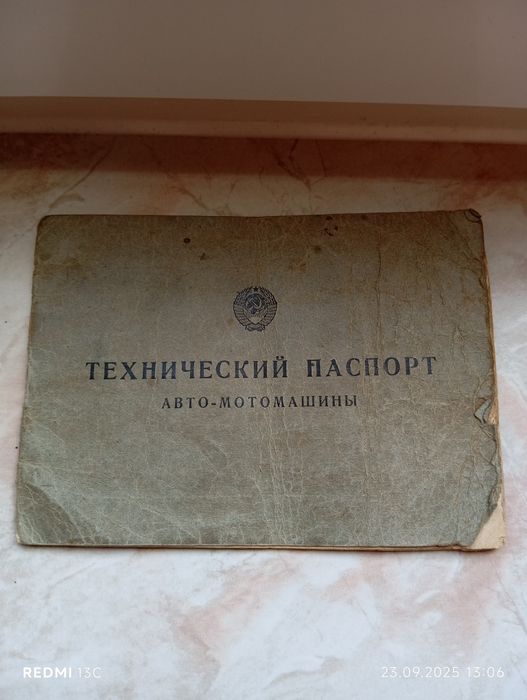 ТЕХНИЧЕСКИЙ ПАСПОРТ
АВТО-МОТОМАШИНЫ
REDMI 13C
23.09.2025 13:06